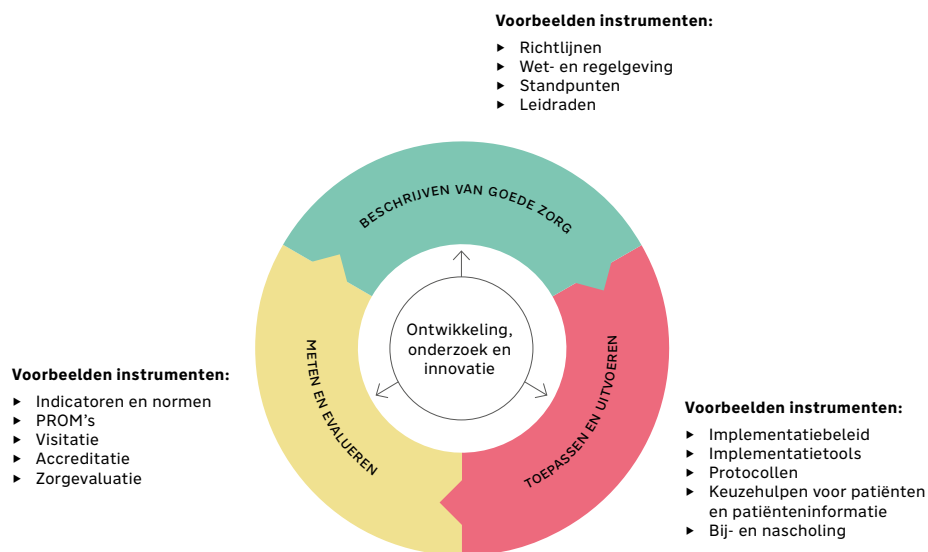 Voorbeelden instrumenten:
▸ Richtlijnen
▸ Wet- en regelgeving
▸ Standpunten
▸ Leidraden
BESCHRIJVEN VAN GOEDE ZORG
Ontwikkeling,
onderzoek en
innovatie
METEN EN EVALUEREN
TOEPASSEN EN UITVOEREN
Voorbeelden instrumenten:
▸ Indicatoren en normen
▸ PROM's
▸ Visitatie
▸ Accreditatie
▸ Zorgevaluatie
Voorbeelden instrumenten:
▸ Implementatiebeleid
▸ Implementatietools
▸ Protocollen
▸ Keuzehulpen voor patiënten
en patiënteninformatie
▸ Bij- en nascholing